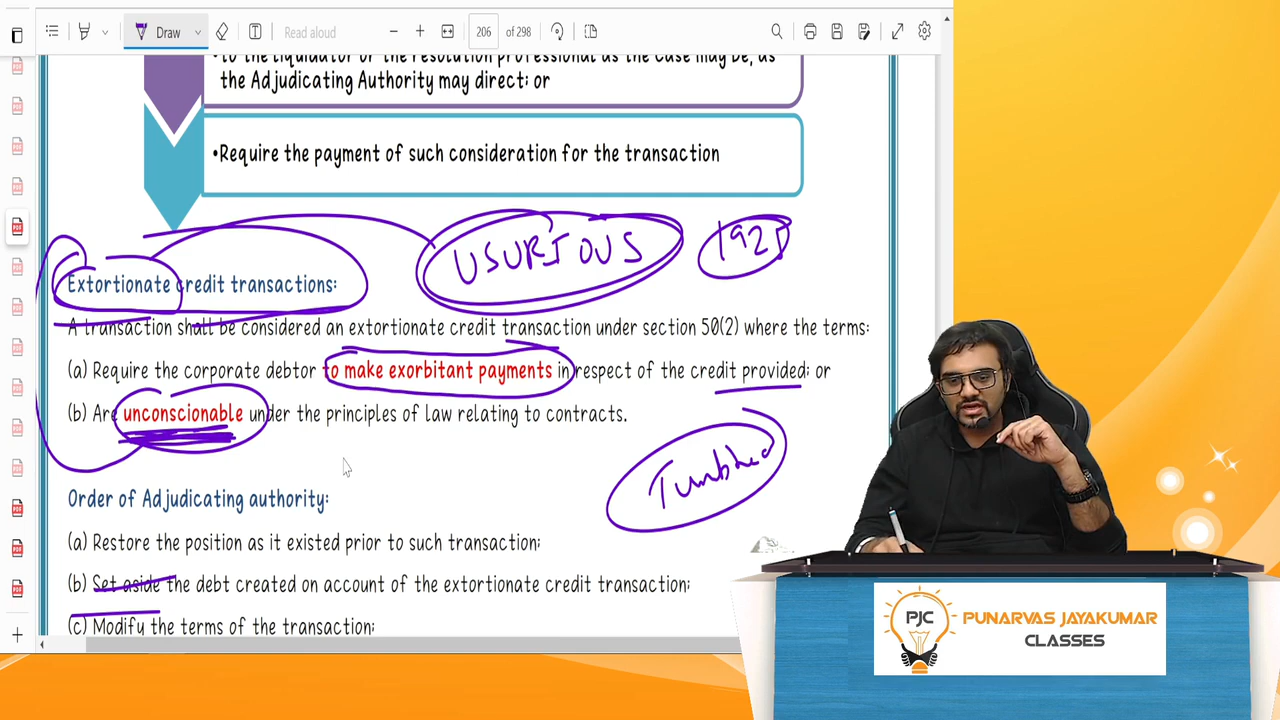 Draw
Read aloud
206 of 298
•to the liquidator or the resolution professional as the case may be, as
the Adjudicating Authority may direct; or
•Require the payment of such consideration for the transaction
USURIOUS
1921
Extortionate credit transactions:
A transaction shall be considered an extortionate credit transaction under section 50(2) where the terms:
(a) Require the corporate debtor to make exorbitant payments in respect of the credit provided; or
(b) Are unconscionable under the principles of law relating to contracts.
Order of Adjudicating authority:
(a) Restore the position as it existed prior to such transaction;
(b) Set aside the debt created on account of the extortionate credit transaction;
(c) Modify the terms of the transaction;
PJC
PUNARVAS JAYAKUMAR
CLASSES